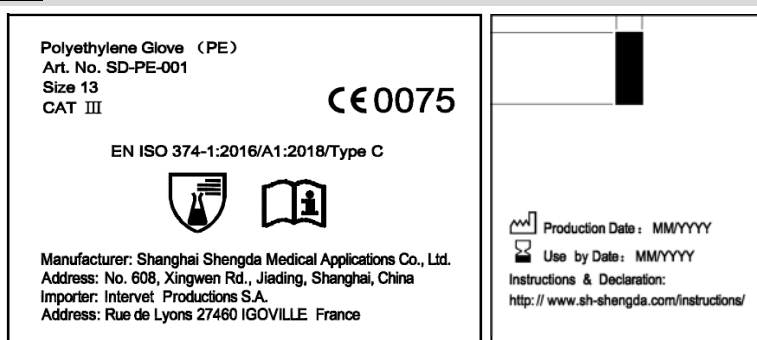 Polyethylene Glove （PE）
Art. No. SD-PE-001
Size 13
CAT Ⅲ
CE0075
EN ISO 374-1:2016/A1:2018/Type C
Manufacturer: Shanghai Shengda Medical Applications Co., Ltd.
Address: No. 608, Xingwen Rd., Jiading, Shanghai, China
Importer: Intervet Productions S.A.
Address: Rue de Lyons 27460 IGOVILLE France
Production Date： MM/YYYY
Use by Date： MM/YYYY
Instructions & Declaration:
http:// www.sh-shengda.com/instructions/